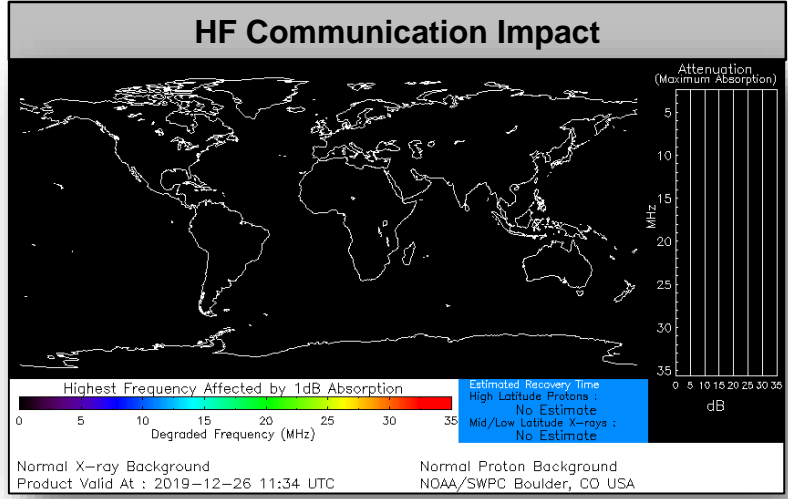 HF Communication Impact
Attenuation
(Maximum Absorption)
5
10
15
MHz
20
25
30
35
0 5 10 15 20 25 30 35
dB
Highest Frequency Affected by 1dB Absorption
0 5 10 15 20 25 30 35
Degraded Frequency (MHz)
Estimated Recovery Time
High Latitude Protons :
No Estimate
Mid/Low Latitude X-rays :
No Estimate
Normal X-ray Background
Normal Proton Background
Product Valid At : 2019-12-26 11:34 UTC
NOAA/SWPC Boulder, CO USA